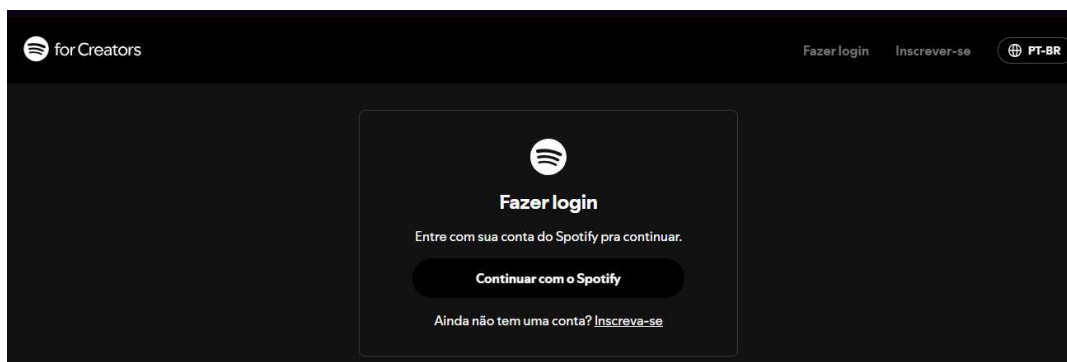 for Creators
Fazer login
Inscrever-se
PT-BR
Fazer login
Entre com sua conta do Spotify pra continuar.
Continuar com o Spotify
Ainda não tem uma conta? Inscreva-se